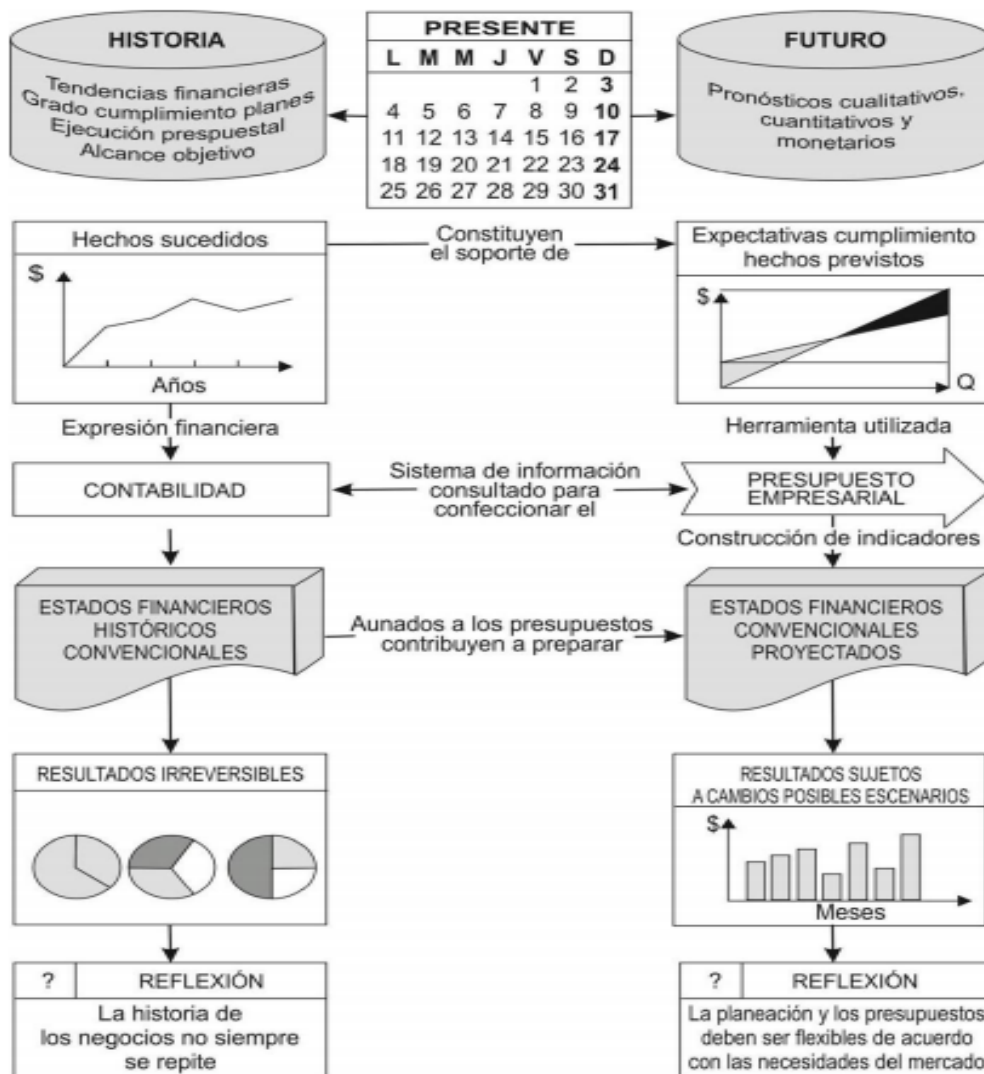 HISTORIA
Tendencias financieras
Grado cumplimiento planes
Ejecución prespuestal
Alcance objetivo
PRESENTE
L M M J V S D
1 2 3
4 5 6 7 8 9 10
11 12 13 14 15 16 17
18 19 20 21 22 23 24
25 26 27 28 29 30 31
FUTURO
Pronósticos cualitativos,
cuantitativos y
monetarios
Hechos sucedidos
$
Años
Constituyen
el soporte de
Expectativas cumplimiento
hechos previstos
$
Q
Expresión financiera
Herramienta utilizada
CONTABILIDAD
Sistema de información
consultado para
confeccionar el
PRESUPUESTO
EMPRESARIAL
Construcción de indicadores
ESTADOS FINANCIEROS
HISTÓRICOS
CONVENCIONALES
Aunados a los presupuestos
contribuyen a preparar
ESTADOS FINANCIEROS
CONVENCIONALES
PROYECTADOS
RESULTADOS IRREVERSIBLES
RESULTADOS SUJETOS
A CAMBIOS POSIBLES ESCENARIOS
$
Meses
? REFLEXIÓN
La historia de
los negocios no siempre
se repite
? REFLEXIÓN
La planeación y los presupuestos
deben ser flexibles de acuerdo
con las necesidades del mercado